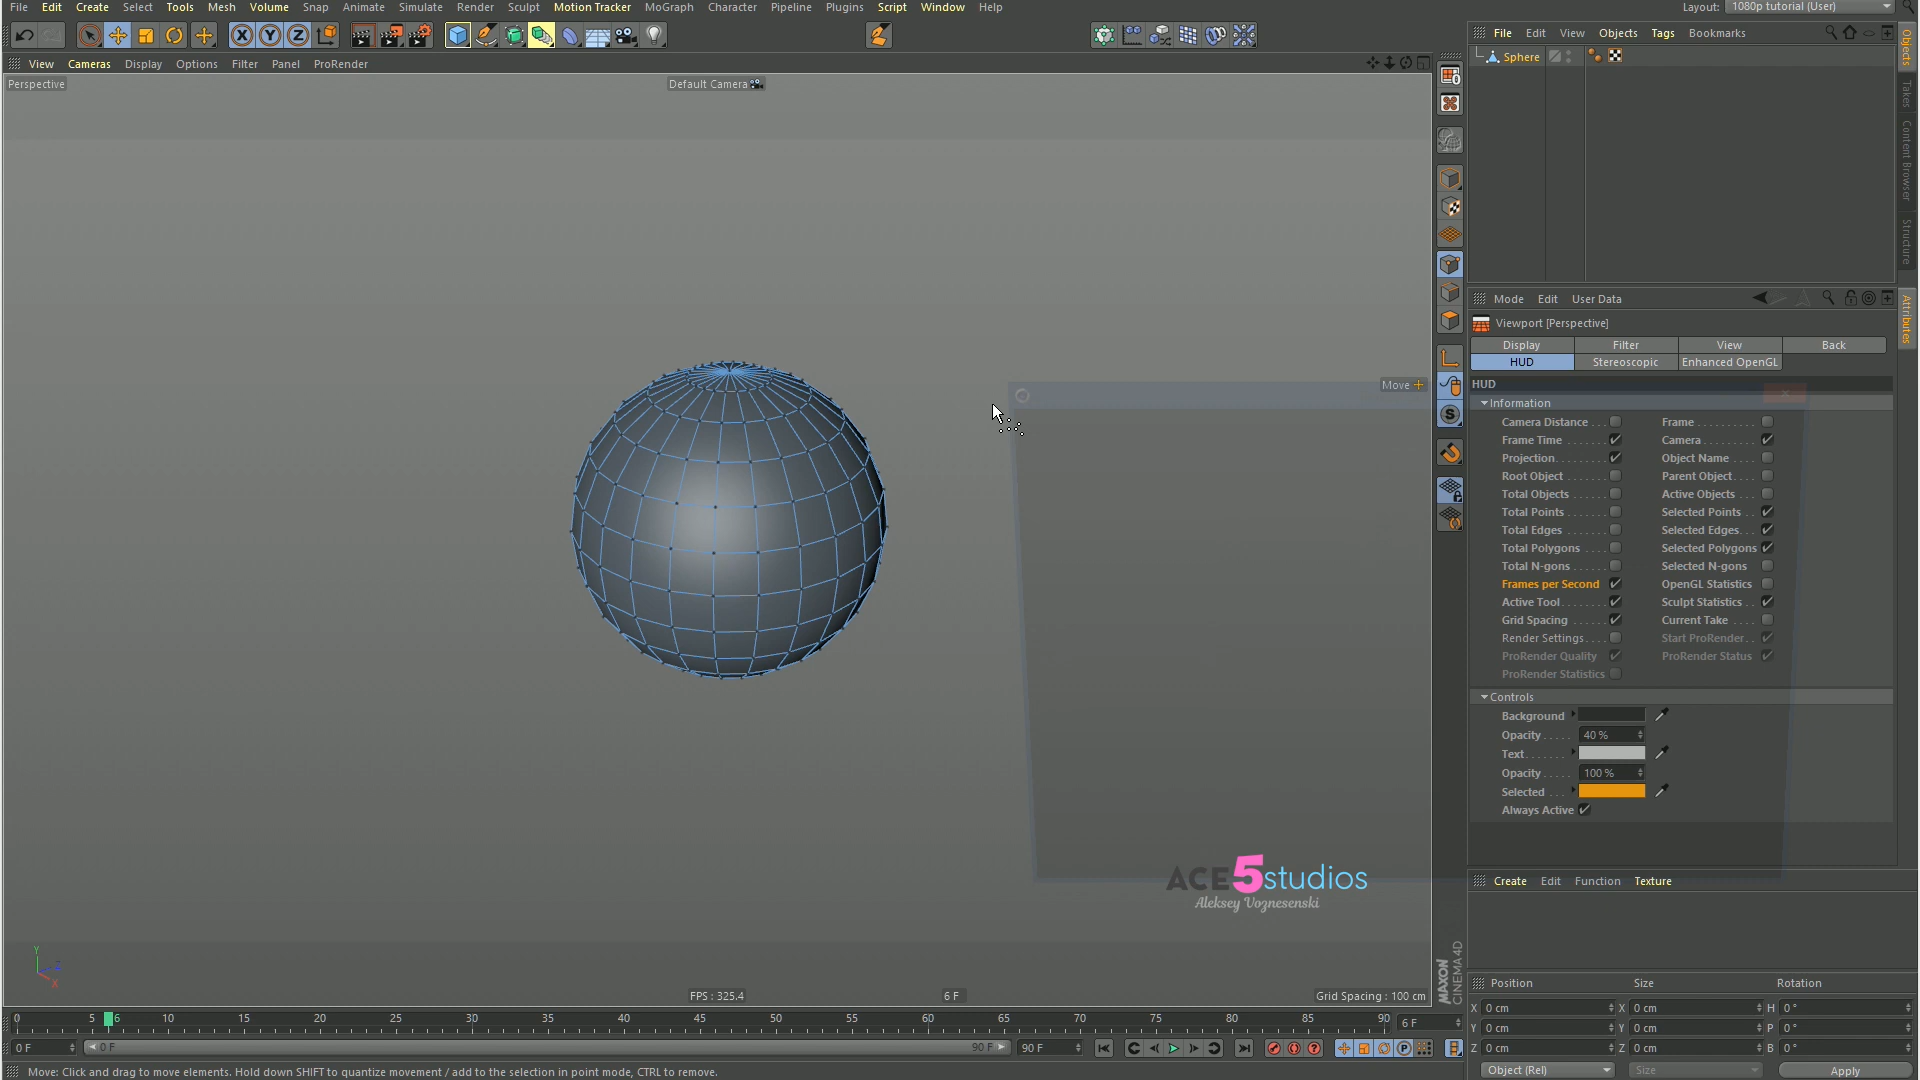 File Edit Create Select Tools Mesh Volume Snap Animate Simulate Render Sculpt Motion Tracker MoGraph Character Pipeline Plugins Script Window Help
Layout: 1080p tutorial (User)
View Cameras Display Options Filter Panel ProRender
Perspective
Default Camera
Move
ACE5studios
Aleksey Voznesenski
FPS : 325.4
6 F
Grid Spacing : 100 cm
MAXON
CINEMA 4D
File Edit View Objects Tags Bookmarks
Sphere
Objects
Takes
Content Browser
Structure
Attributes
Mode Edit User Data
Viewport [Perspective]
Display Filter View Back
HUD Stereoscopic Enhanced OpenGL
HUD
Information
Camera Distance . . . Frame . . . . . . . . .
Frame Time . . . . . . . Camera . . . . . . . .
Projection. . . . . . . . . Object Name . . . .
Root Object . . . . . . . Parent Object. . . .
Total Objects . . . . . . Active Objects . . .
Total Points . . . . . . . Selected Points . .
Total Edges . . . . . . . Selected Edges. . .
Total Polygons . . . . Selected Polygons
Total N-gons . . . . . . Selected N-gons
Frames per Second OpenGL Statistics
Active Tool. . . . . . . . Sculpt Statistics . .
Grid Spacing . . . . . . Current Take . . . .
Render Settings. . . . Start ProRender. .
ProRender Quality ProRender Status
ProRender Statistics
Controls
Background
Opacity . . . . 40 %
Text. . . . . . .
Opacity . . . . 100 %
Selected . . .
Always Active
Create Edit Function Texture
Position Size Rotation
X 0 cm X 0 cm H 0 °
Y 0 cm Y 0 cm P 0 °
Z 0 cm Z 0 cm B 0 °
Object (Rel) Size Apply
0 5 6 10 15 20 25 30 35 40 45 50 55 60 65 70 75 80 85 90 6 F
0 F 0 F 90 F 90 F
Move: Click and drag to move elements. Hold down SHIFT to quantize movement / add to the selection in point mode, CTRL to remove.